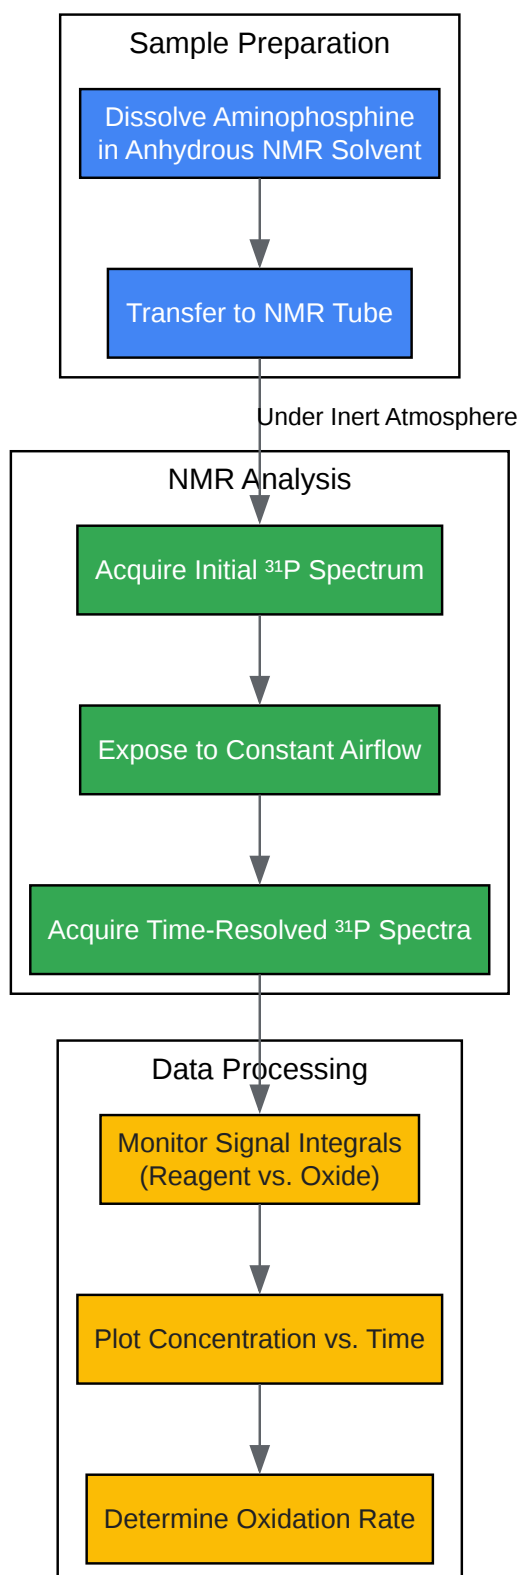 Sample Preparation
Dissolve Aminophosphine
in Anhydrous NMR Solvent
Transfer to NMR Tube
Under Inert Atmosphere
NMR Analysis
Acquire Initial ³¹P Spectrum
Expose to Constant Airflow
Acquire Time-Resolved ³¹P Spectra
Data Processing
Monitor Signal Integrals
(Reagent vs. Oxide)
Plot Concentration vs. Time
Determine Oxidation Rate